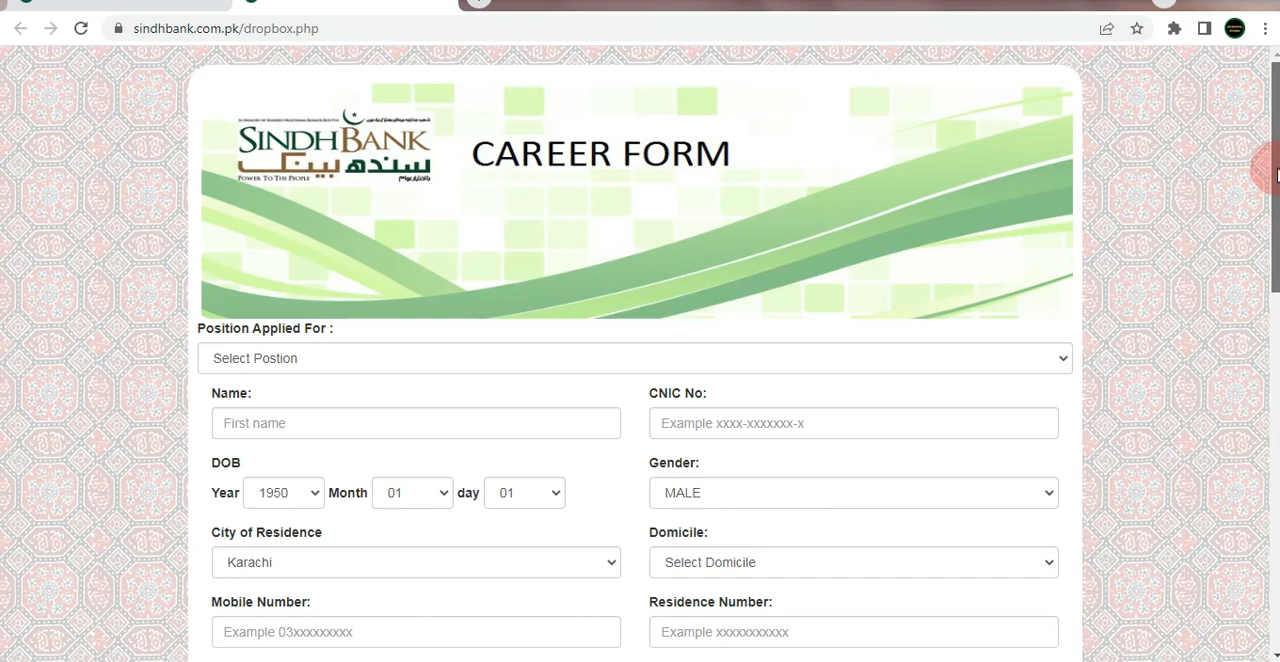 sindhbank.com.pk/dropbox.php
SINDHBANK
سندھ بینک
POWER TO THE PEOPLE
CAREER FORM
Position Applied For :
Select Postion
Name:
CNIC No:
First name
Example xxxx-xxxxxxx-x
DOB
Gender:
Year 1950 Month 01 day 01
MALE
City of Residence
Domicile:
Karachi
Select Domicile
Mobile Number:
Residence Number:
Example 03xxxxxxxxx
Example xxxxxxxxxxx